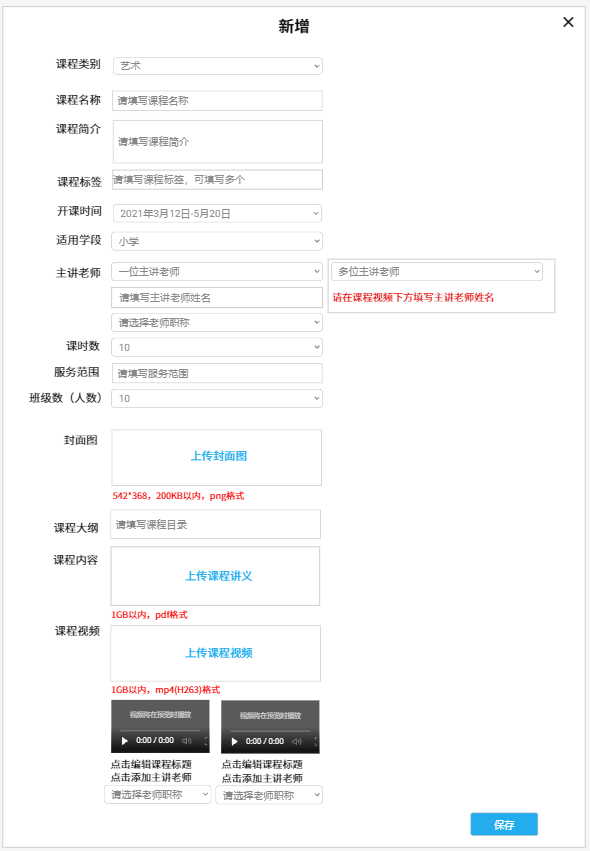 新增
课程类别
艺术
课程名称
请填写课程名称
课程简介
请填写课程简介
课程标签
请填写课程标签，可填写多个
开课时间
2021年3月12日-5月20日
适用学段
小学
主讲老师
一位主讲老师
多位主讲老师
请填写主讲老师姓名
请在课程视频下方填写主讲老师姓名
请选择老师职称
课时数
10
服务范围
请填写服务范围
班级数（人数）
10
封面图
上传封面图
542*368，200KB以内，png格式
课程大纲
请填写课程目录
课程内容
上传课程讲义
1GB以内，pdf格式
课程视频
上传课程视频
1GB以内，mp4(H263)格式
视频将在预览时播放
视频将在预览时播放
0:00 / 0:00
0:00 / 0:00
点击编辑课程标题
点击编辑课程标题
点击添加主讲老师
点击添加主讲老师
请选择老师职称
请选择老师职称
保存